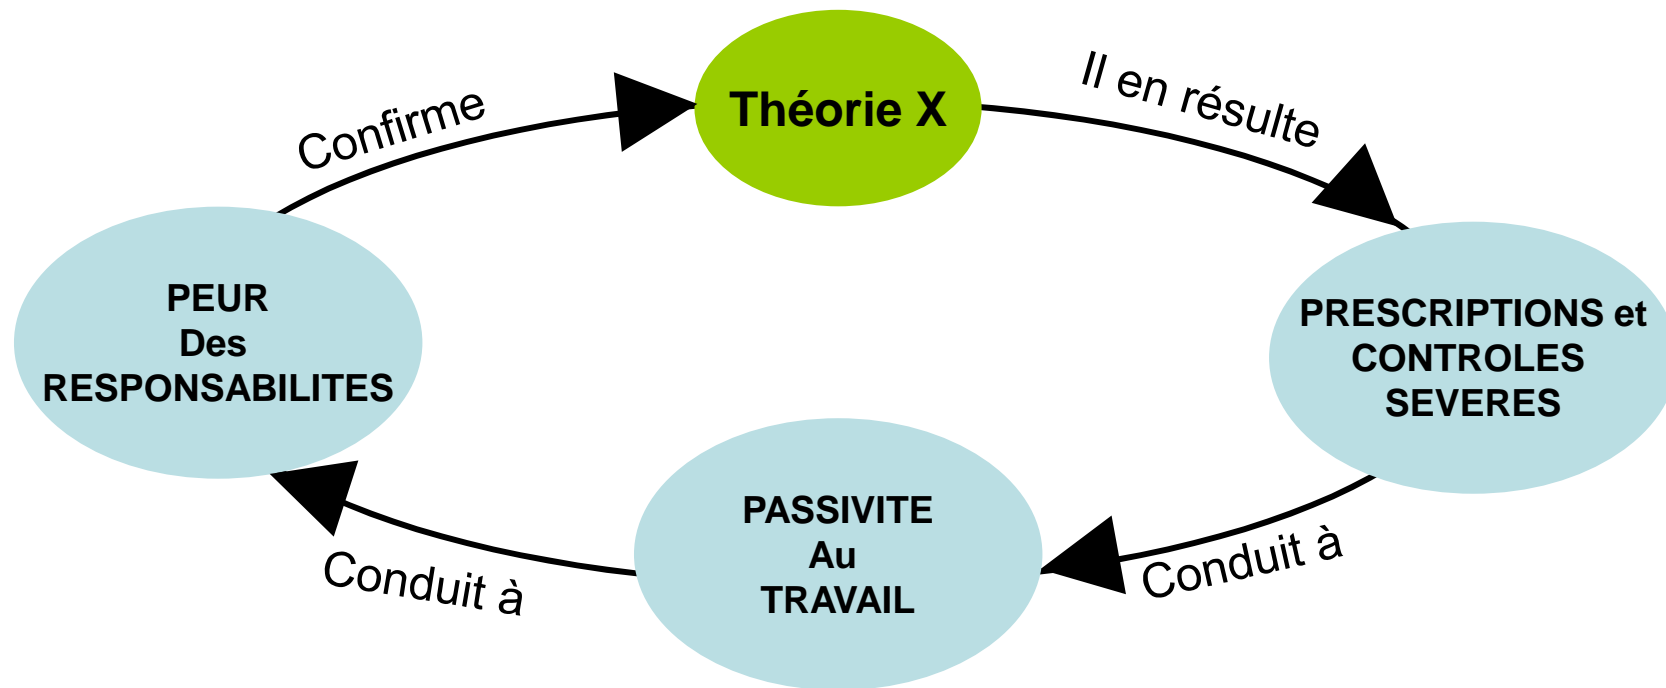 Théorie X
Il en résulte
PRESCRIPTIONS et
CONTROLES
SEVERES
Conduit à
PASSIVITE
Au
TRAVAIL
Conduit à
PEUR
Des
RESPONSABILITES
Confirme